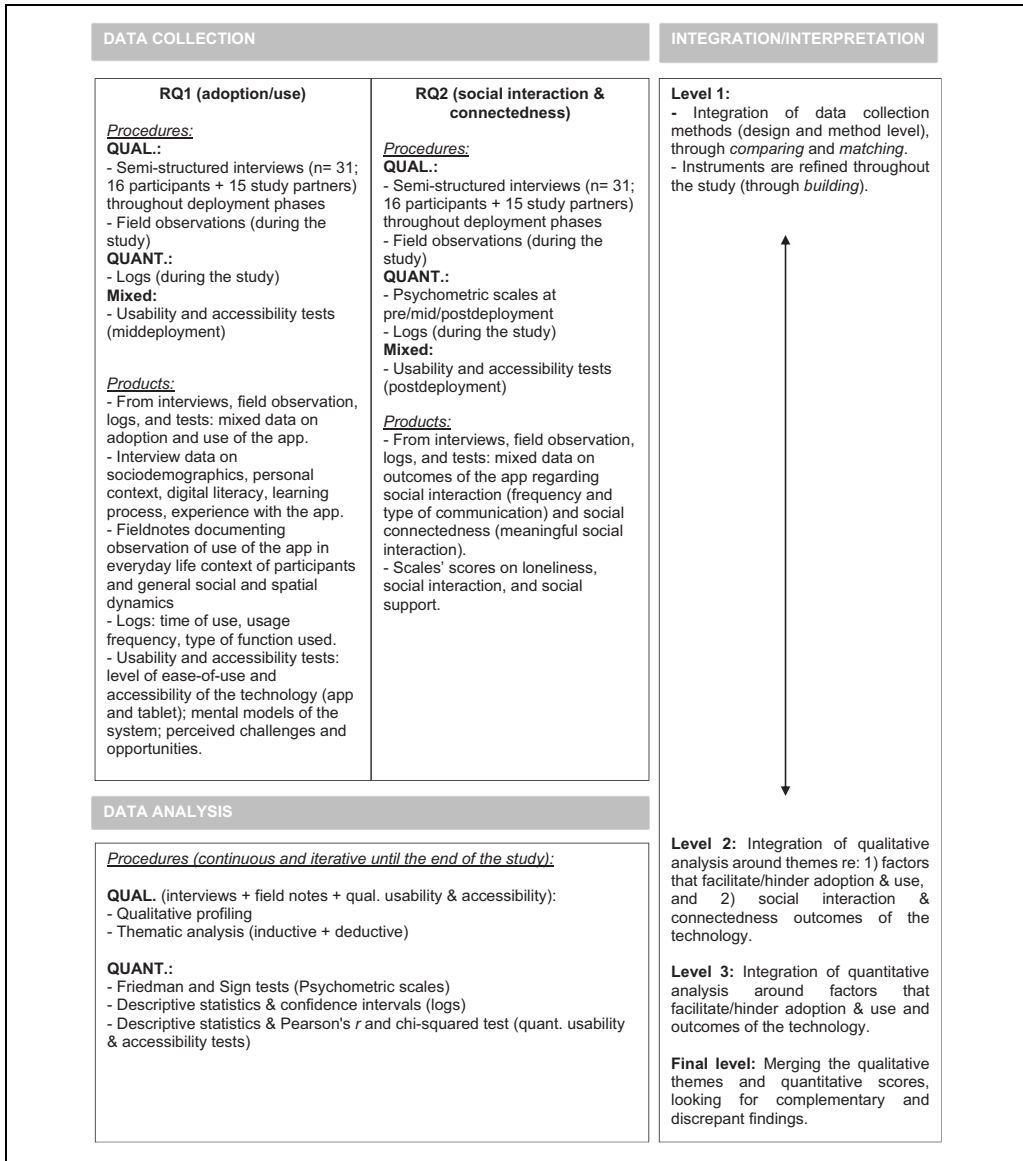 DATA COLLECTION
RQ1 (adoption/use)
Procedures:
QUAL.:
- Semi-structured interviews (n= 31;
16 participants + 15 study partners)
throughout deployment phases
- Field observations (during the
study)
QUANT.:
- Logs (during the study)
Mixed:
- Usability and accessibility tests
(middeployment)
Products:
- From interviews, field observation,
logs, and tests: mixed data on
adoption and use of the app.
- Interview data on
sociodemographics, personal
context, digital literacy, learning
process, experience with the app.
- Fieldnotes documenting
observation of use of the app in
everyday life context of participants
and general social and spatial
dynamics
- Logs: time of use, usage
frequency, type of function used.
- Usability and accessibility tests:
level of ease-of-use and
accessibility of the technology (app
and tablet); mental models of the
system; perceived challenges and
opportunities.
RQ2 (social interaction &
connectedness)
Procedures:
QUAL.:
- Semi-structured interviews (n= 31;
16 participants + 15 study partners)
throughout deployment phases
- Field observations (during the
study)
QUANT.:
- Psychometric scales at
pre/mid/postdeployment
- Logs (during the study)
Mixed:
- Usability and accessibility tests
(postdeployment)
Products:
- From interviews, field observation,
logs, and tests: mixed data on
outcomes of the app regarding
social interaction (frequency and
type of communication) and social
connectedness (meaningful social
interaction).
- Scales' scores on loneliness,
social interaction, and social
support.
DATA ANALYSIS
Procedures (continuous and iterative until the end of the study):
QUAL. (interviews + field notes + qual. usability & accessibility):
- Qualitative profiling
- Thematic analysis (inductive + deductive)
QUANT.:
- Friedman and Sign tests (Psychometric scales)
- Descriptive statistics & confidence intervals (logs)
- Descriptive statistics & Pearson's r and chi-squared test (quant. usability
& accessibility tests)
INTEGRATION/INTERPRETATION
Level 1:
- Integration of data collection
methods (design and method level),
through comparing and matching.
- Instruments are refined throughout
the study (through building).
Level 2: Integration of qualitative
analysis around themes re: 1) factors
that facilitate/hinder adoption & use,
and 2) social interaction &
connectedness outcomes of the
technology.
Level 3: Integration of quantitative
analysis around factors that
facilitate/hinder adoption & use and
outcomes of the technology.
Final level: Merging the qualitative
themes and quantitative scores,
looking for complementary and
discrepant findings.